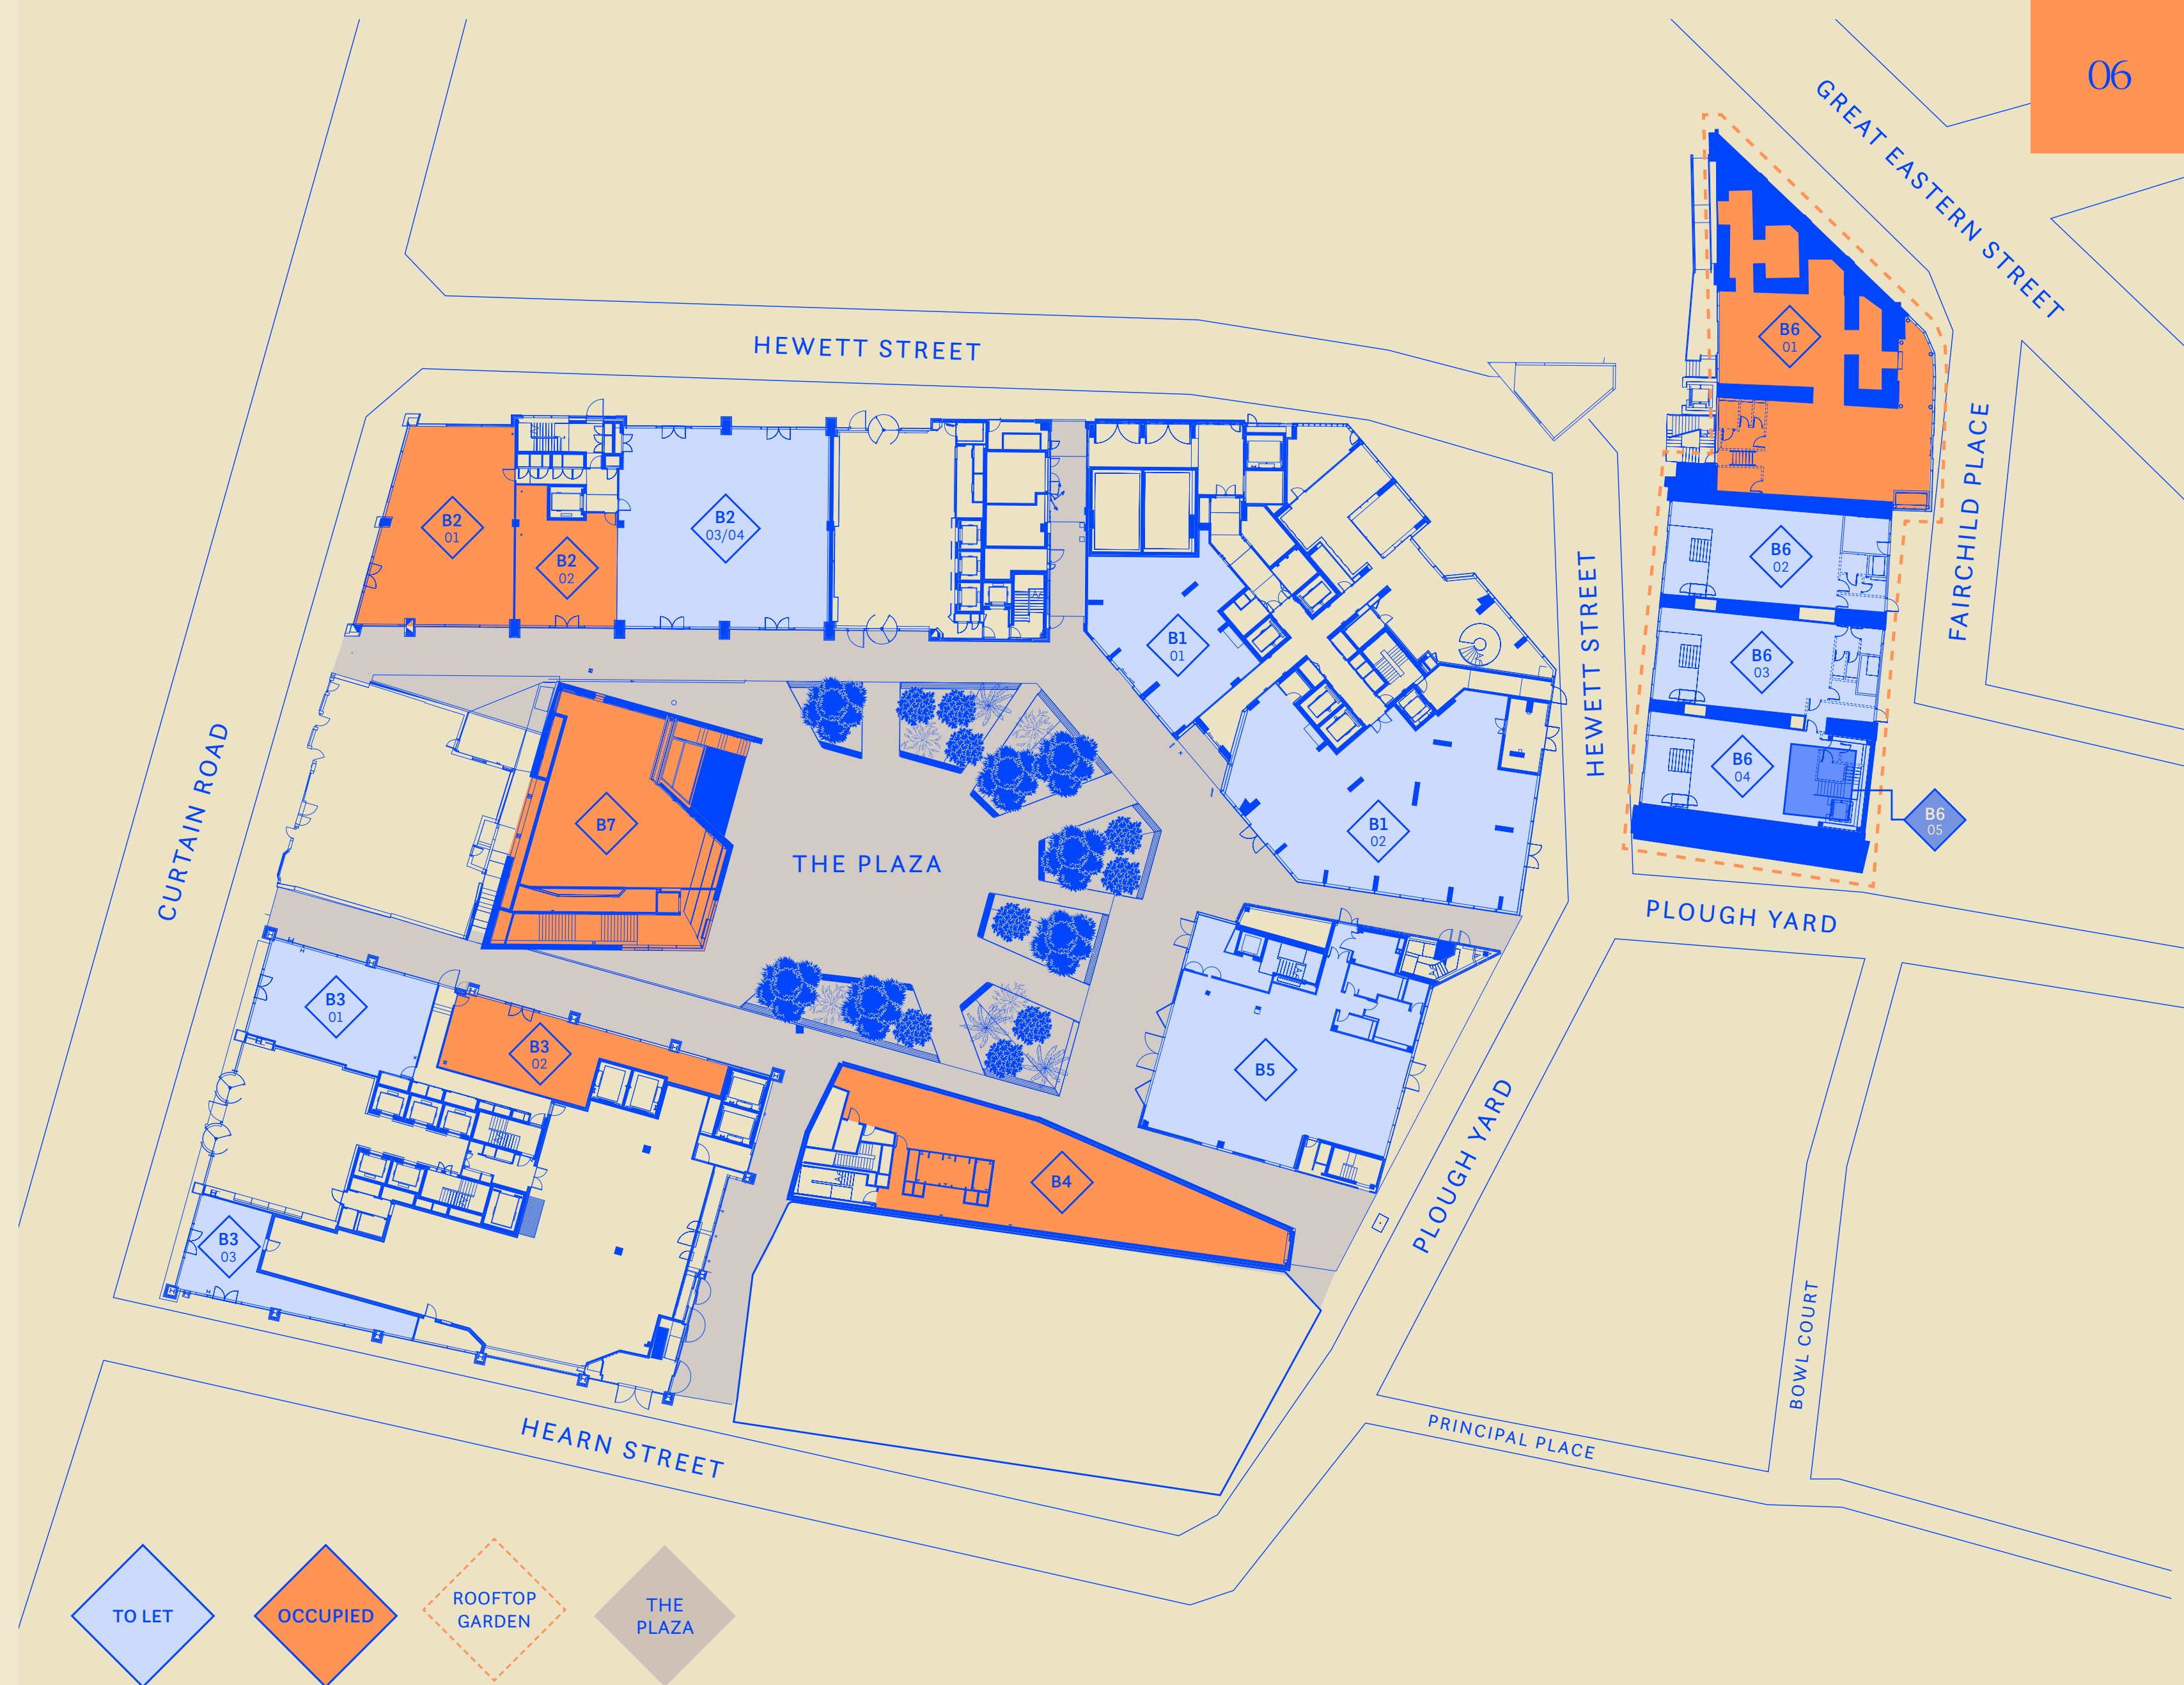 06
GREAT EASTERN STREET
HEWETT STREET
B6
01
FAIRCHILD PLACE
B2
01
B2
02
B2
03/04
B6
02
B1
01
HEWETT STREET
B6
03
B6
04
B6
05
CURTAIN ROAD
B7
THE PLAZA
B1
02
PLOUGH YARD
B3
01
B3
02
B5
PLOUGH YARD
B4
B3
03
BOWL COURT
PRINCIPAL PLACE
HEARN STREET
TO LET
OCCUPIED
ROOFTOP
GARDEN
THE
PLAZA